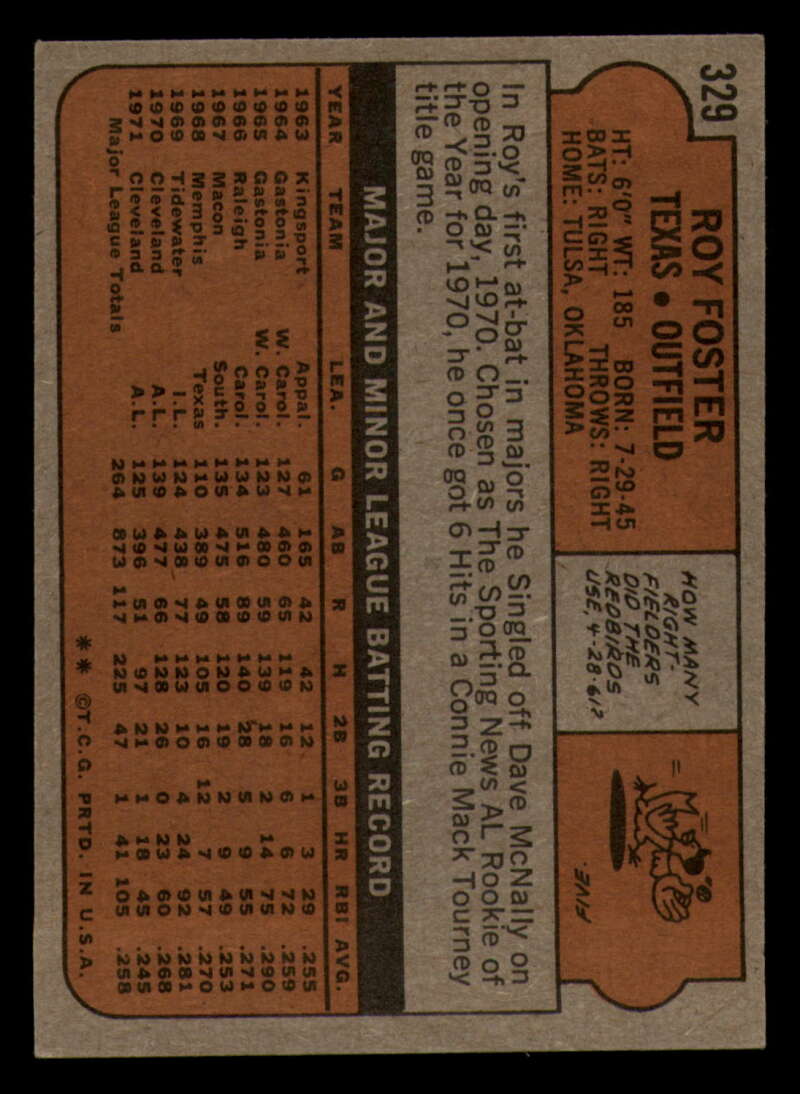 329
ROY FOSTER
TEXAS • OUTFIELD
HT: 6'0" WT: 185 BORN: 7-29-45
BATS: RIGHT THROWS: RIGHT
HOME: TULSA, OKLAHOMA
HOW MANY
RIGHT-
FIELDERS
DID THE
REDBIRDS
USE, 4-28-61?
FIVE.
In Roy's first at-bat in majors he Singled off Dave McNally on
opening day, 1970. Chosen as The Sporting News AL Rookie of
the Year for 1970, he once got 6 Hits in a Connie Mack Tourney
title game.
MAJOR AND MINOR LEAGUE BATTING RECORD
YEAR TEAM LEA. G AB R H 2B 3B HR RBI AVG.
1963 Kingsport Appal. 61 165 42 42 12 1 3 29 .255
1964 Gastonia W. Carol. 127 460 65 119 16 6 6 72 .259
1965 Gastonia W. Carol. 123 480 59 139 18 2 14 75 .290
1966 Raleigh Carol. 134 516 89 140 28 5 9 55 .271
1967 Macon South. 135 475 58 120 19 2 9 49 .253
1968 Memphis Texas 110 389 49 105 16 12 7 57 .270
1969 Tidewater I.L. 124 438 77 123 10 4 24 92 .281
1970 Cleveland A.L. 139 477 66 128 26 0 23 60 .268
1971 Cleveland A.L. 125 396 51 97 21 1 18 45 .245
Major League Totals 264 873 117 225 47 1 41 105 .258
** ©T.C.G. PRTD. IN U.S.A.